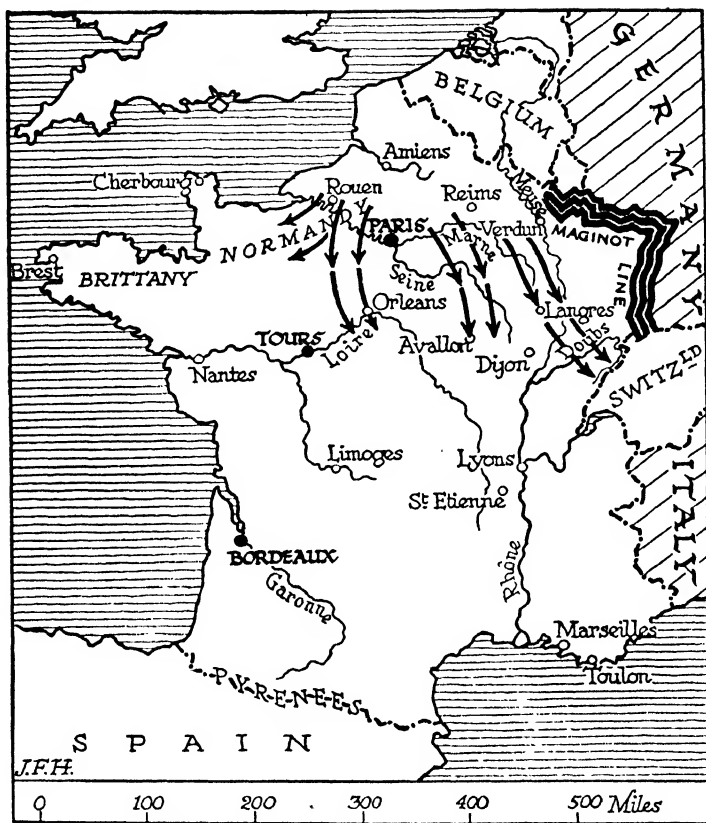 GERMANY
BELGIUM
Amiens
Cherbourg
Rouen
Reims
Meuse
NORMANDY
PARIS
Marne
Verdun
MAGINOT
LINE
Brest
BRITTANY
Seine
Orleans
Langres
TOURS
Loire
Avallon
Doubs
Dijon
Nantes
SWITZLD
Limoges
Lyons
ITALY
St Etienne
BORDEAUX
Rhône
Garonne
Marseilles
Toulon
PYRENEES
SPAIN
J.F.H.
0 100 200 300 400 500 Miles